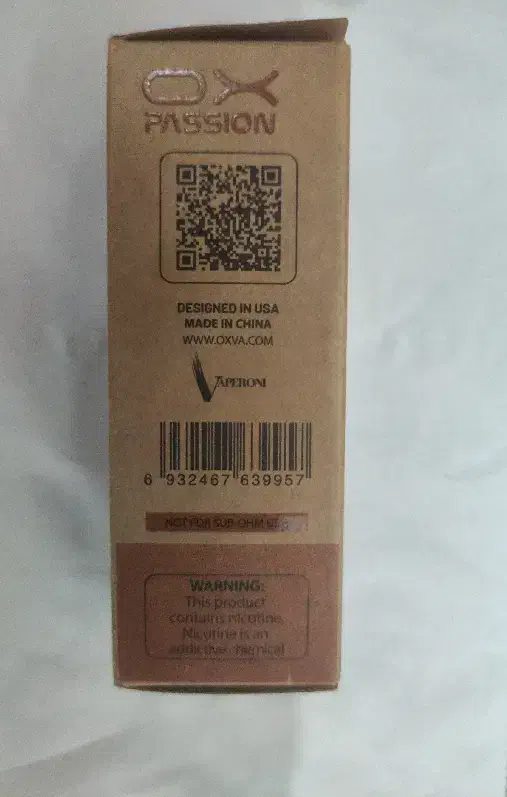 OX
PASSION
DESIGNED IN USA
MADE IN CHINA
WWW.OXVA.COM
VAPERONI
6 932467 639957
NOT FOR SUB-OHM
WARNING:
This product
contains nicotine.
Nicotine is an
addictive chemical